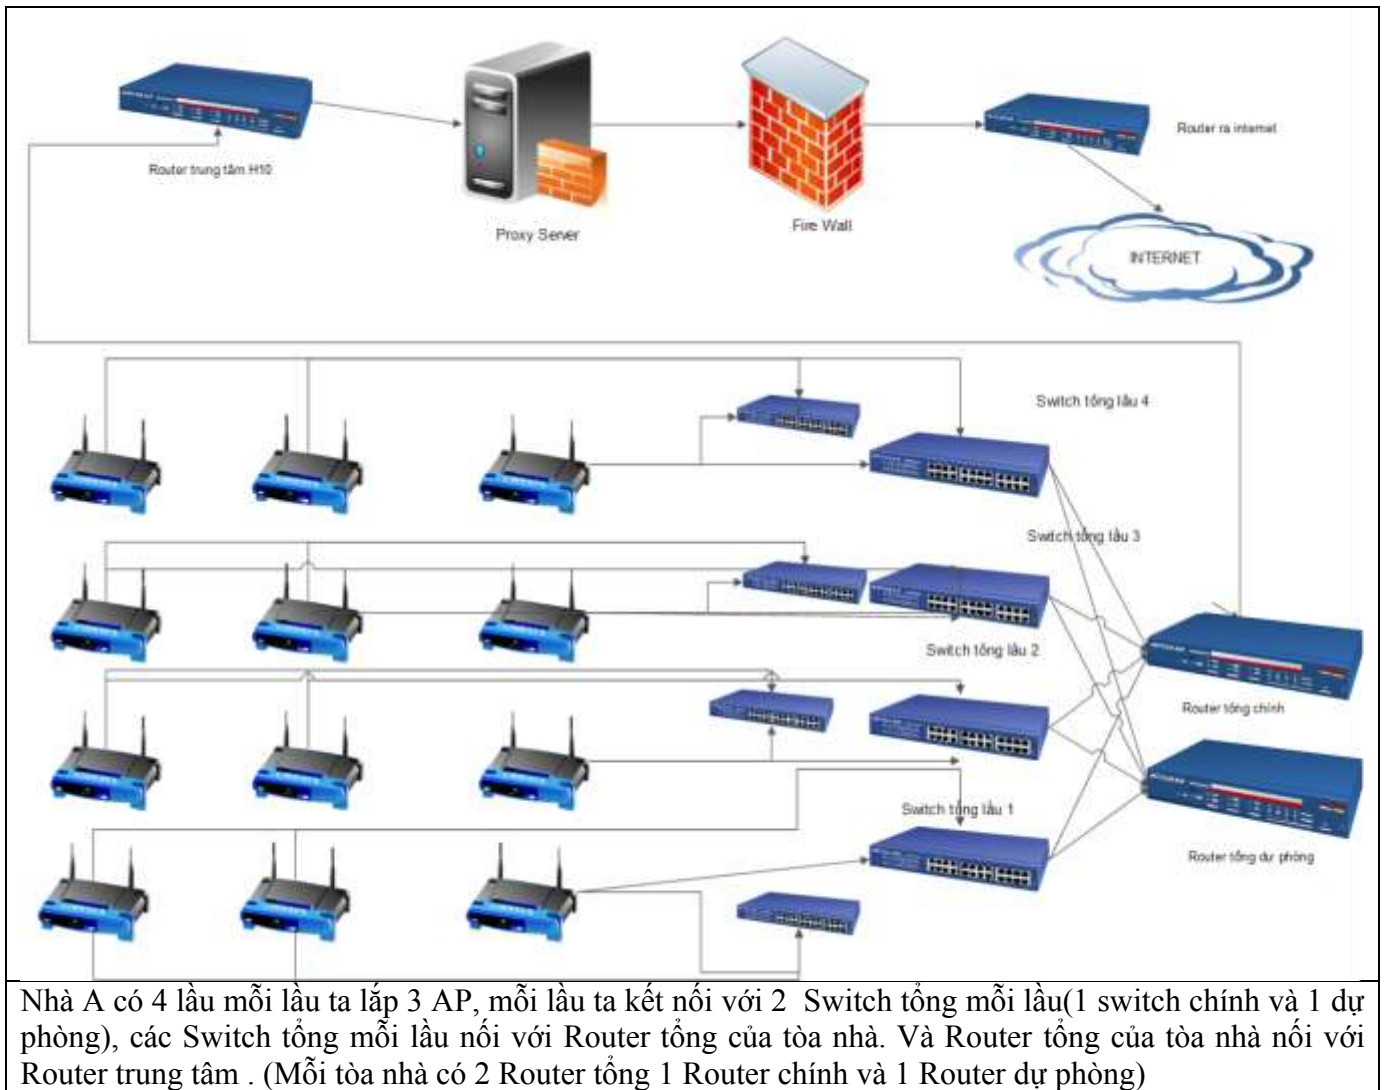 Router trung tâm H10
Proxy Server
Fire Wall
Router ra internet
INTERNET
Switch tổng lầu 4
Switch tổng lầu 3
Switch tổng lầu 2
Router tổng chính
Switch tổng lầu 1
Router tổng dự phòng
Nhà A có 4 lầu mỗi lầu ta lắp 3 AP, mỗi lầu ta kết nối với 2 Switch tổng mỗi lầu(1 switch chính và 1 dự
phòng), các Switch tổng mỗi lầu nối với Router tổng của tòa nhà. Và Router tổng của tòa nhà nối với
Router trung tâm . (Mỗi tòa nhà có 2 Router tổng 1 Router chính và 1 Router dự phòng)